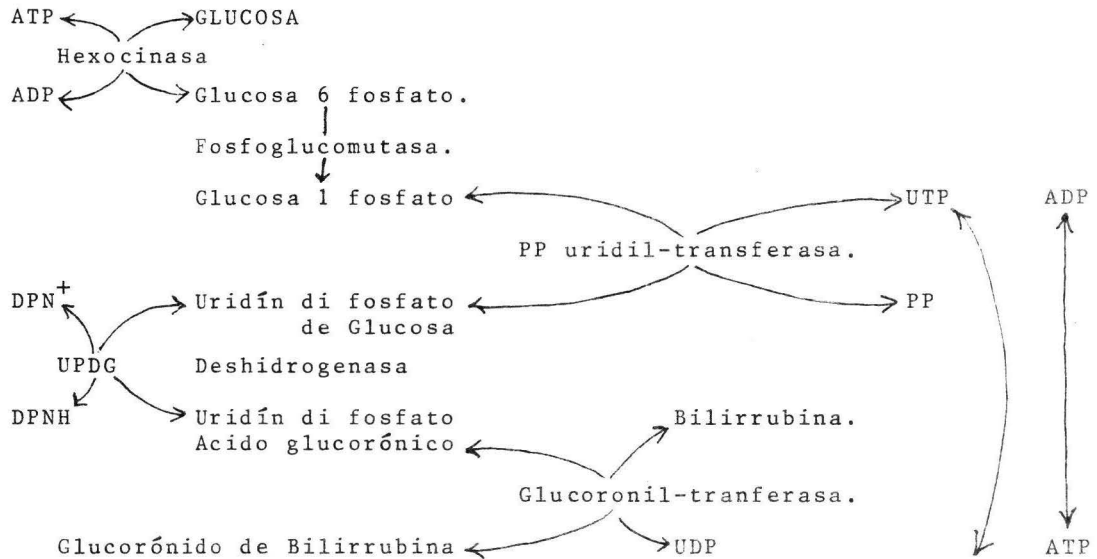 ATP GLUCOSA
Hexocinasa
ADP Glucosa 6 fosfato.
Fosfoglucomutasa.
Glucosa 1 fosfato UTP ADP
PP uridil-transferasa.
DPN+ Uridín di fosfato PP
de Glucosa
UPDG Deshidrogenasa
DPNH Uridín di fosfato Bilirrubina.
Acido glucorónico
Glucoronil-tranferasa.
Glucorónido de Bilirrubina UDP ATP